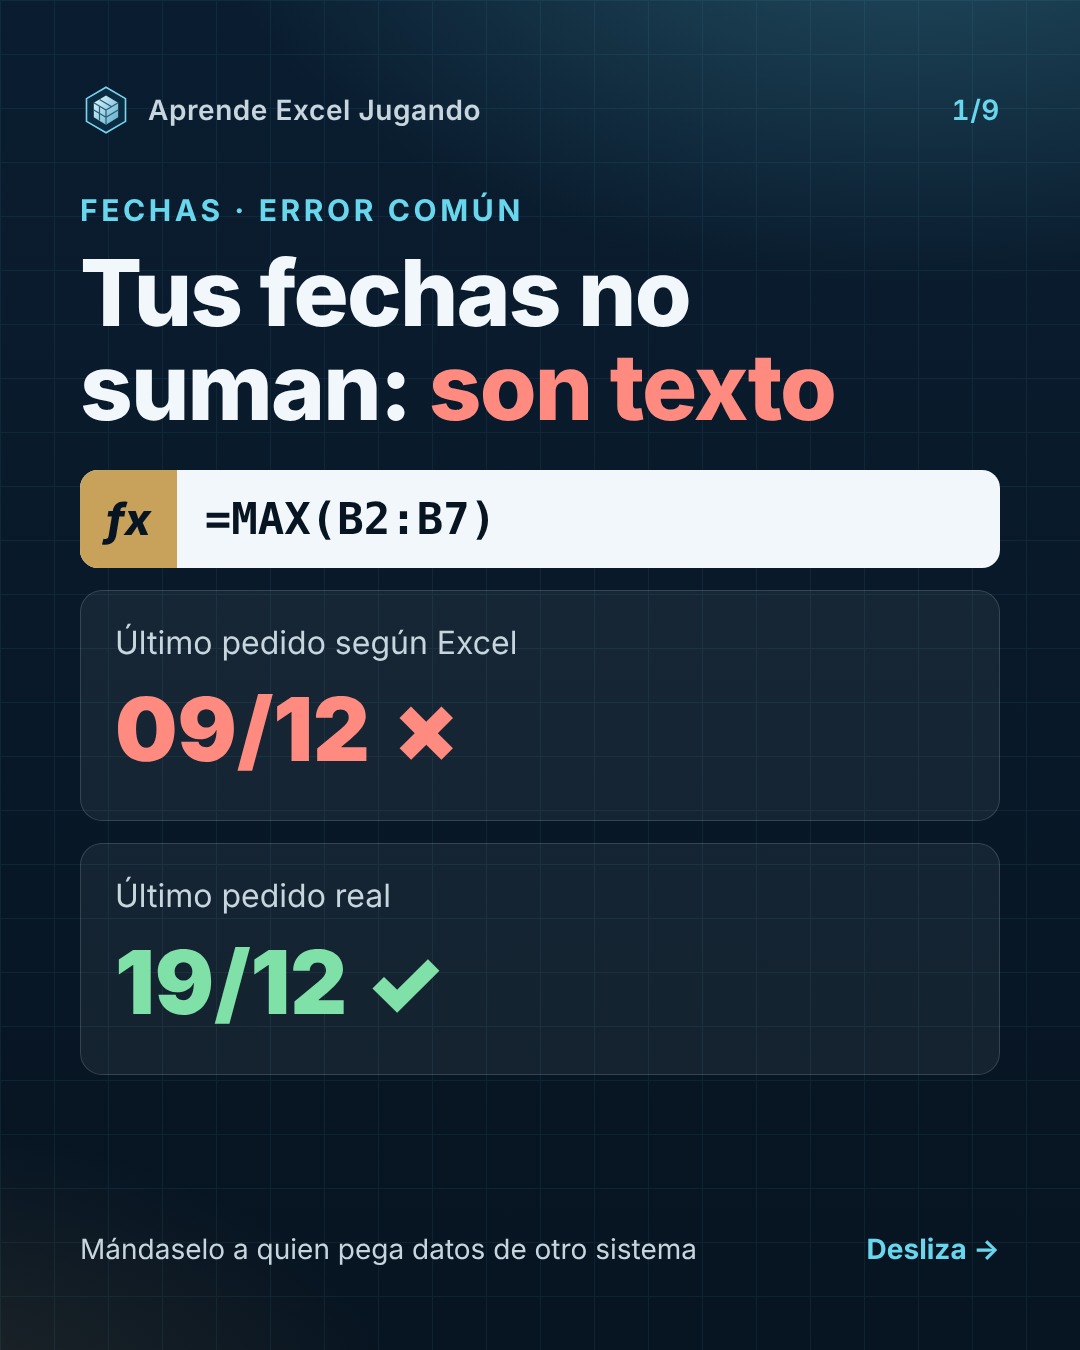 Aprende Excel Jugando
1/9
FECHAS · ERROR COMÚN
Tus fechas no
suman: son texto
fx =MAX(B2:B7)
Último pedido según Excel
09/12 ✖
Último pedido real
19/12 ✔
Mándaselo a quien pega datos de otro sistema
Desliza →